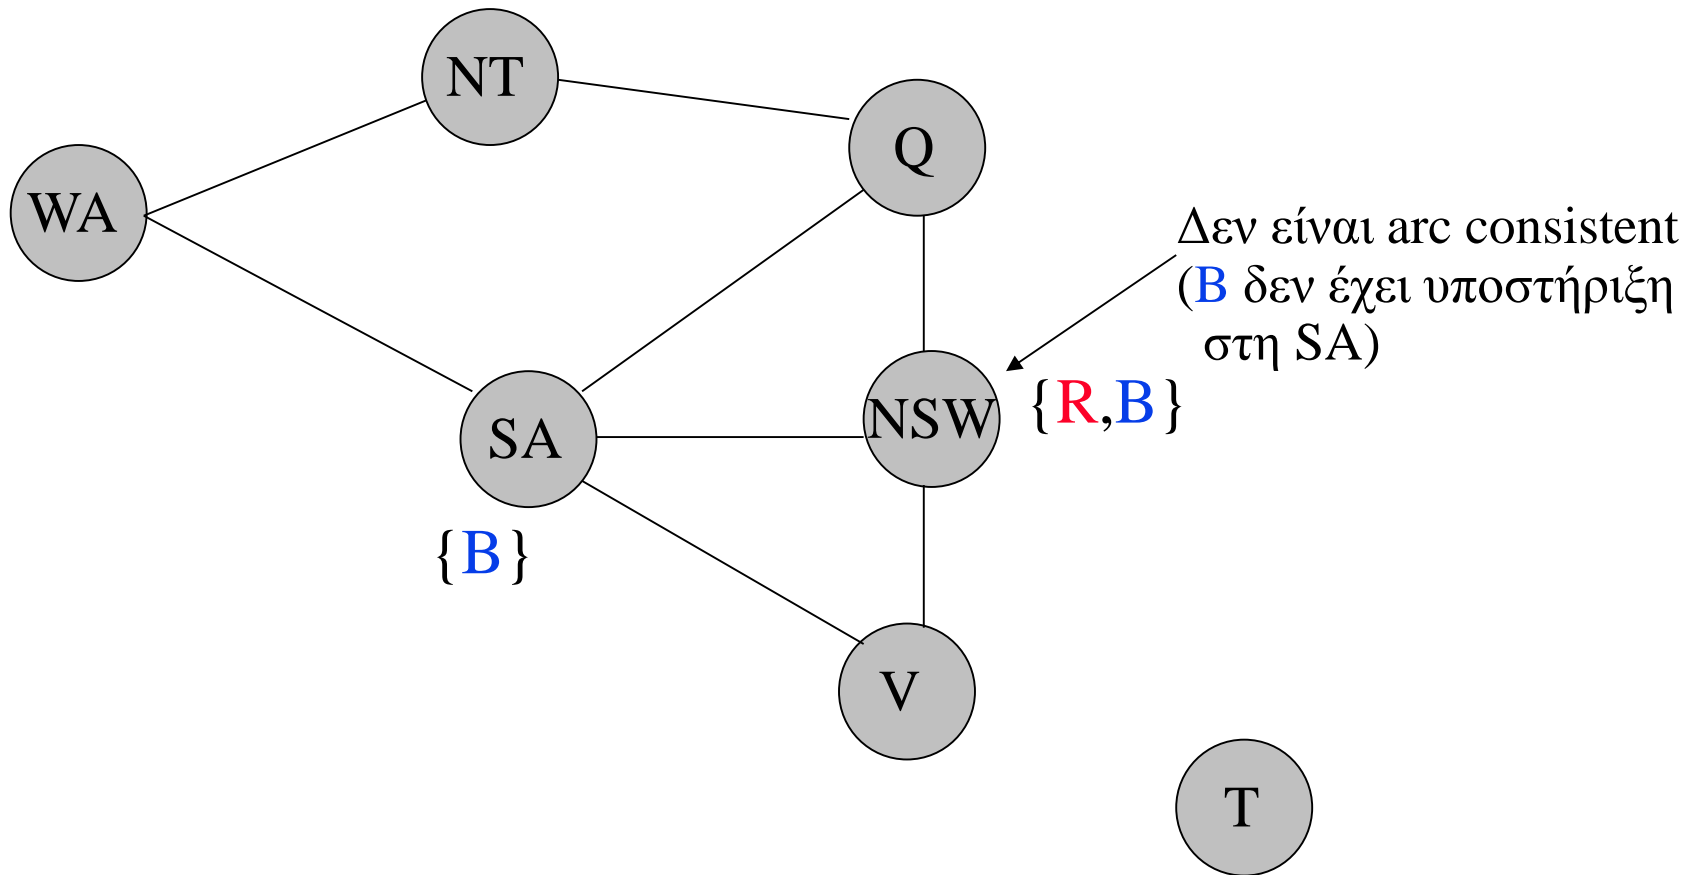 NT
Q
WA
Δεν είναι arc consistent
(B δεν έχει υποστήριξη
στη SA)
NSW {R,B}
SA
{B}
V
T